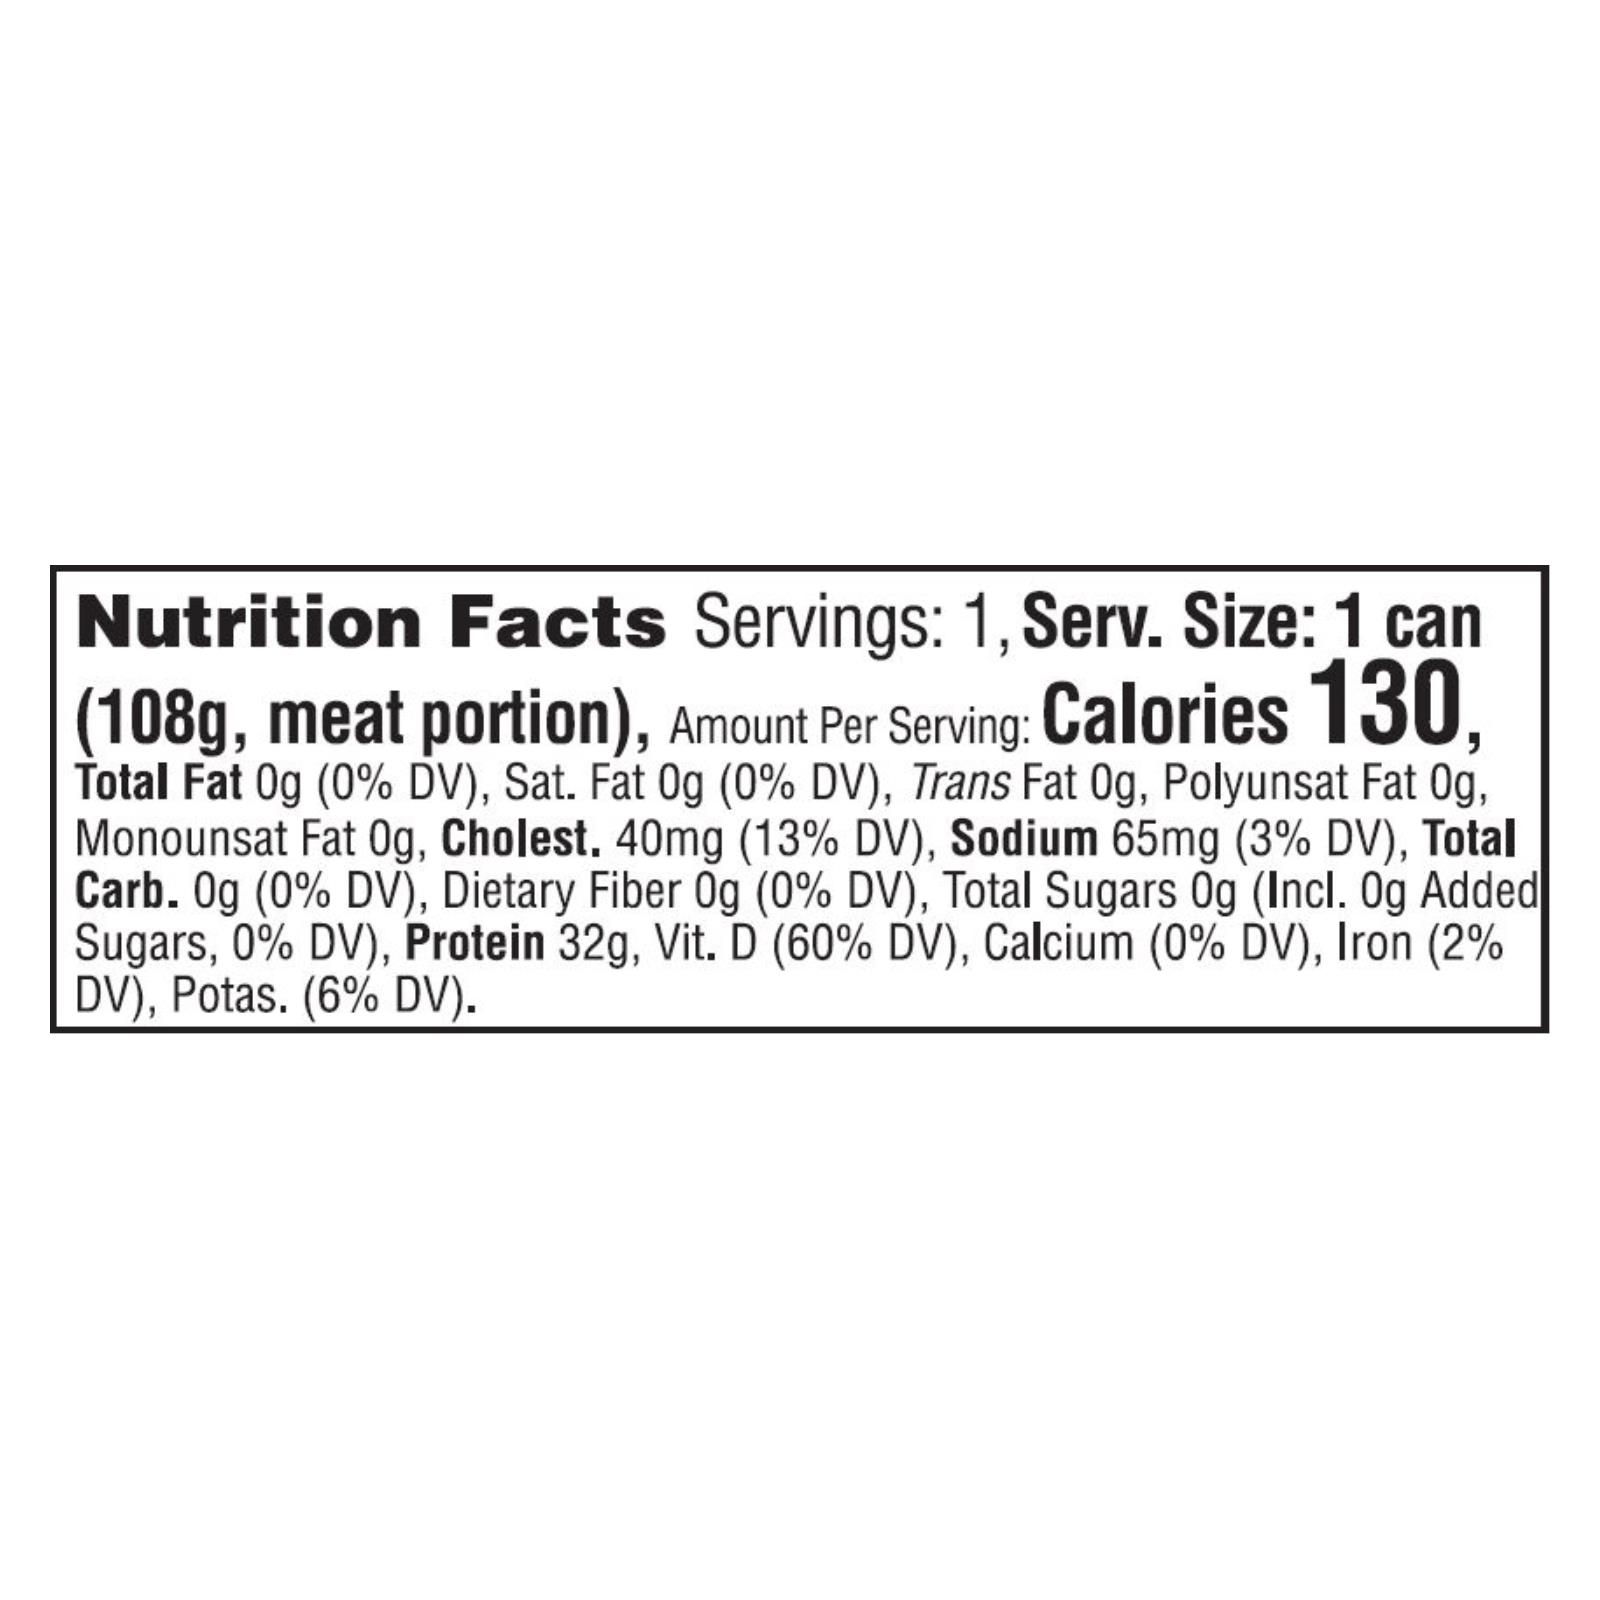 Nutrition Facts Servings: 1, Serv. Size: 1 can
(108g, meat portion), Amount Per Serving: Calories 130,
Total Fat 0g (0% DV), Sat. Fat 0g (0% DV), Trans Fat 0g, Polyunsat Fat 0g,
Monounsat Fat 0g, Cholest. 40mg (13% DV), Sodium 65mg (3% DV), Total
Carb. 0g (0% DV), Dietary Fiber 0g (0% DV), Total Sugars 0g (Incl. 0g Added
Sugars, 0% DV), Protein 32g, Vit. D (60% DV), Calcium (0% DV), Iron (2%
DV), Potas. (6% DV).